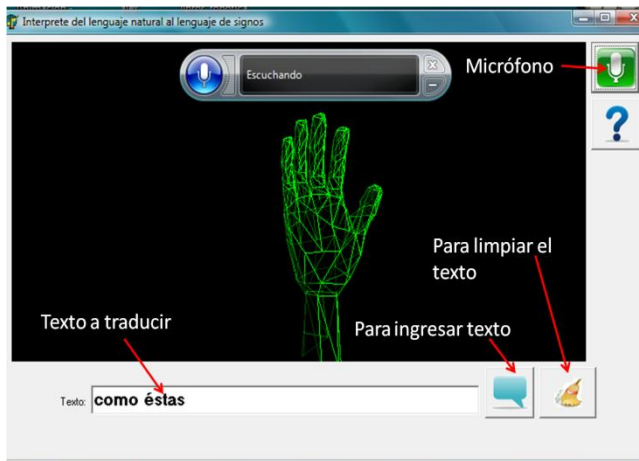 Interprete del lenguaje natural al lenguaje de signos
Escuchando
Micrófono
Para limpiar el
texto
Texto a traducir
Para ingresar texto
Texto: como éstas